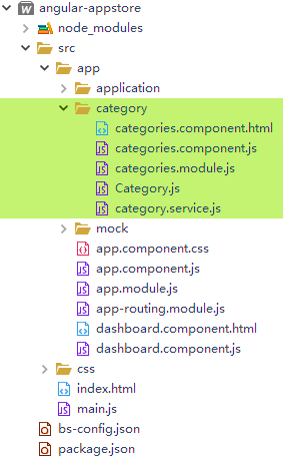 angular-appstore
node_modules
src
app
application
category
categories.component.html
categories.component.js
categories.module.js
Category.js
category.service.js
mock
app.component.css
app.component.js
app.module.js
app-routing.module.js
dashboard.component.html
dashboard.component.js
css
index.html
main.js
bs-config.json
package.json